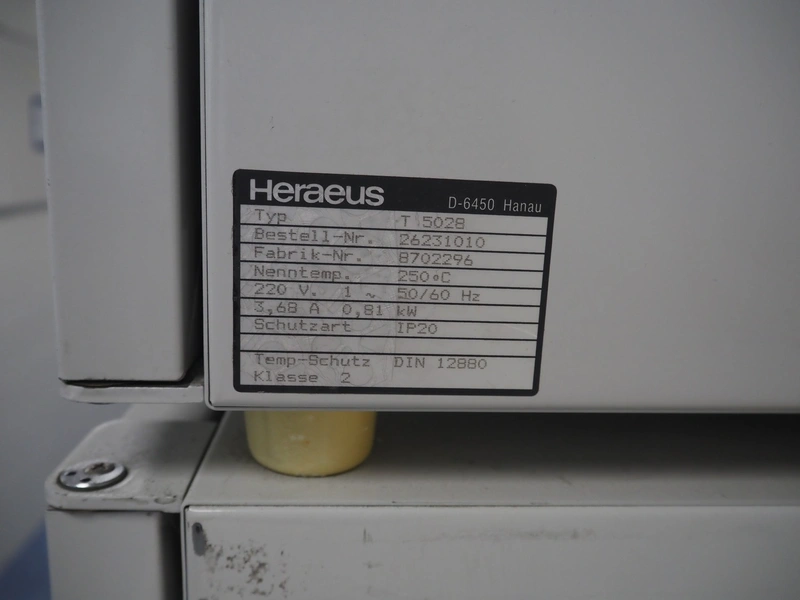 Heraeus
D-6450 Hanau
Typ T 5028
Bestell-Nr. 26231010
Fabrik-Nr. 8702296
Nenntemp. 250°C
220 V. 1 ~ 50/60 Hz
3,68 A 0,81 kW
Schutzart IP20
Temp-Schutz DIN 12880
Klasse 2